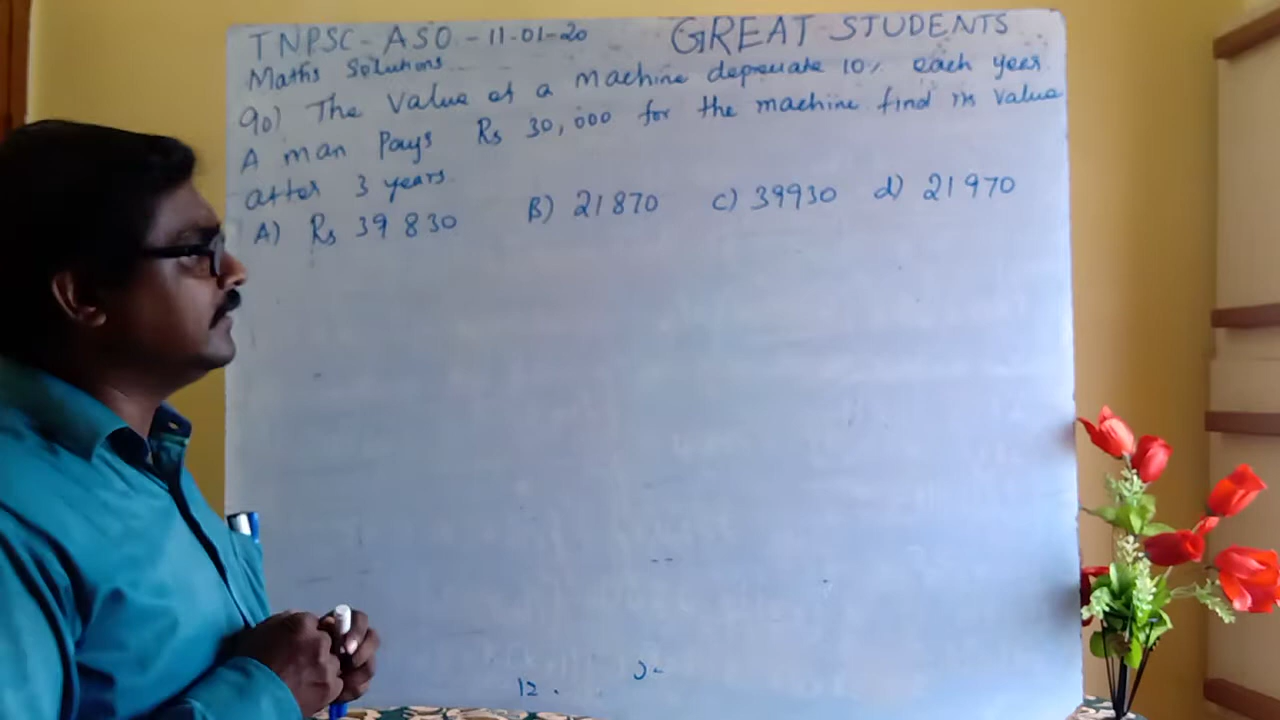 TNPSC - ASO - 11-01-20 GREAT STUDENTS
Maths Solutions
90) The Value of a machine depreciate 10% each year.
A man Pays Rs 30,000 for the machine find its value
after 3 years.
A) Rs 39830 B) 21870 C) 39930 d) 21970
12.